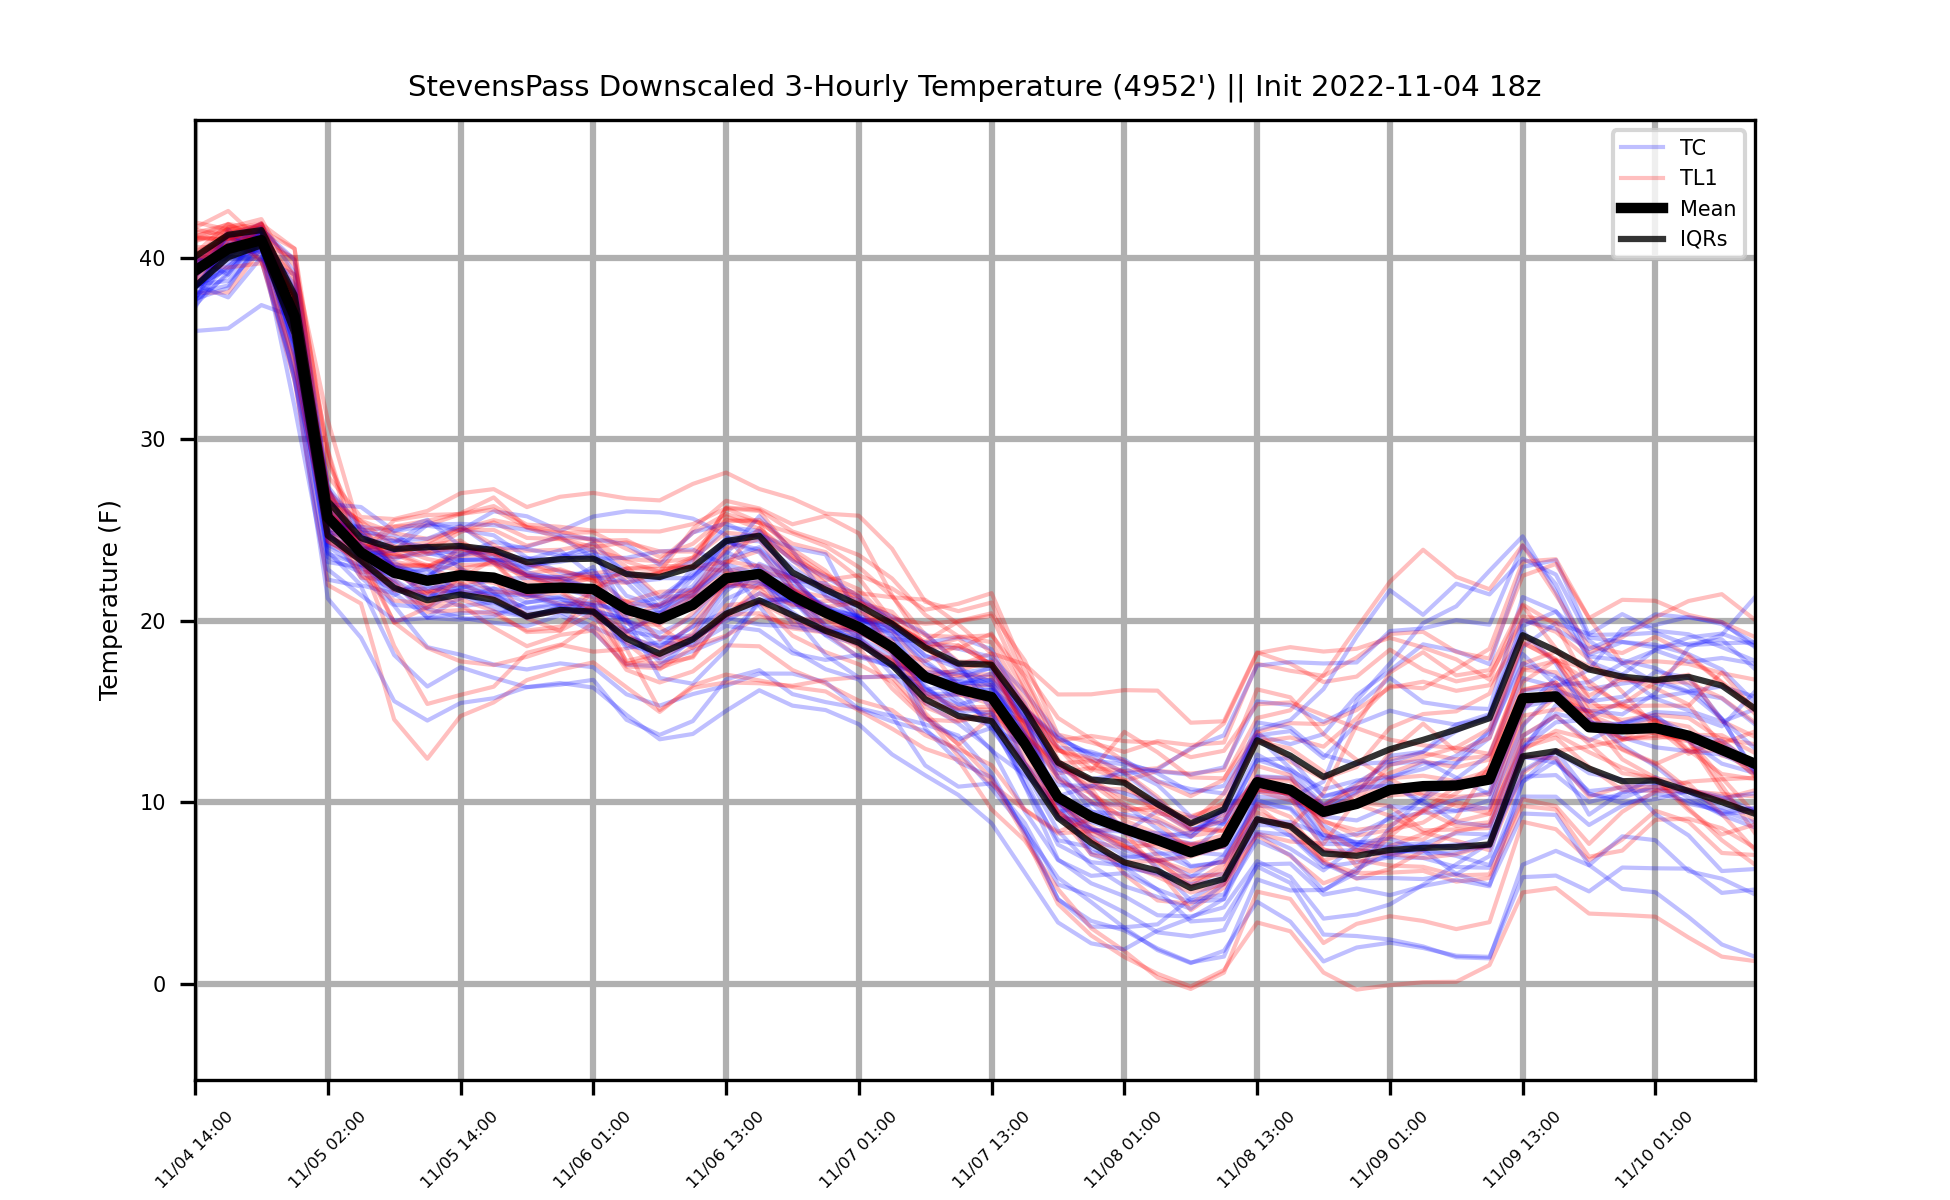 StevensPass Downscaled 3-Hourly Temperature (4952') || Init 2022-11-04 18z
TC
TL1
Mean
IQRs
Temperature (F)
40
30
20
10
0
11/04 14:00
11/05 02:00
11/05 14:00
11/06 01:00
11/06 13:00
11/07 01:00
11/07 13:00
11/08 01:00
11/08 13:00
11/09 01:00
11/09 13:00
11/10 01:00